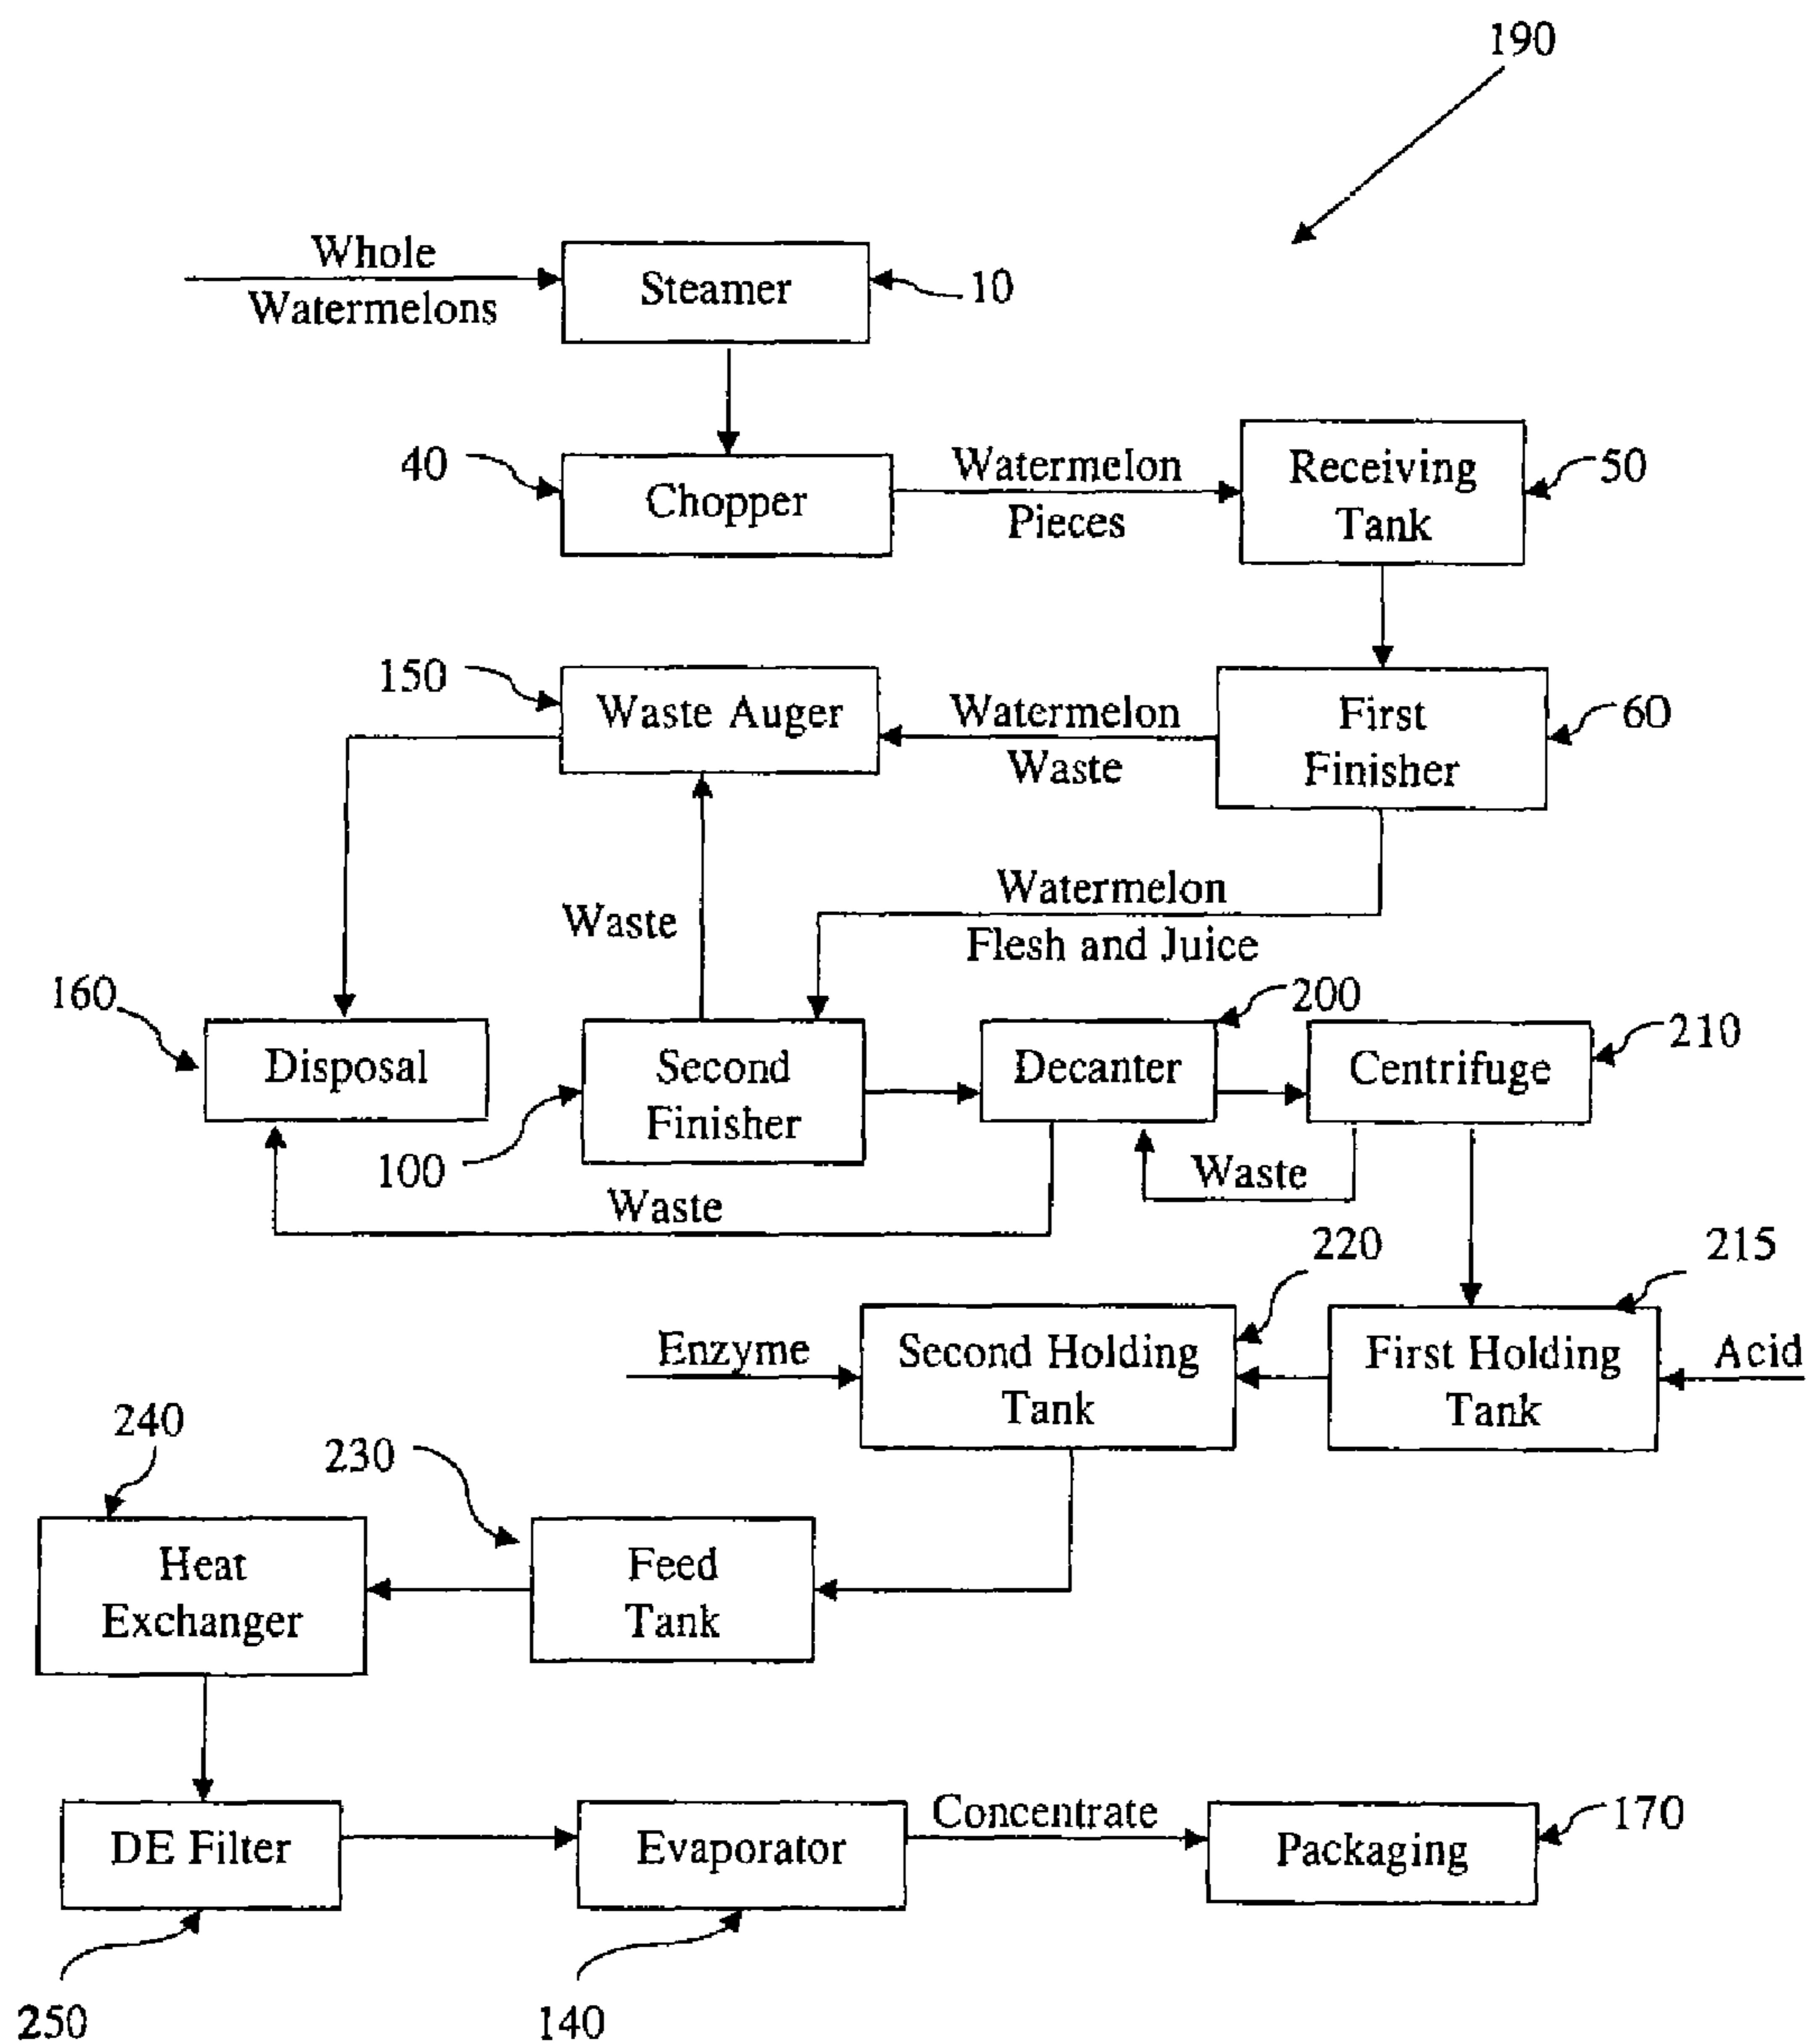 190
Whole
Watermelons
Steamer
10
40
Chopper
Watermelon
Pieces
Receiving
Tank
50
150
Waste Auger
Watermelon
Waste
First
Finisher
60
Waste
Watermelon
Flesh and Juice
160
Disposal
Second
Finisher
100
Decanter
200
Centrifuge
210
Waste
Waste
220
215
Enzyme
Second Holding
Tank
First Holding
Tank
Acid
240
230
Heat
Exchanger
Feed
Tank
DE Filter
Evaporator
Concentrate
Packaging
170
250
140